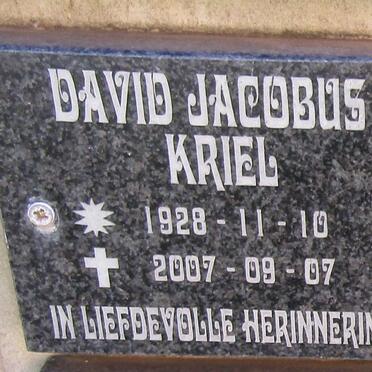 DAVID JACOBUS
KRIEL
1928 - 11 - 10
2007 - 09 - 07
IN LIEFDEVOLLE HERINNERIN